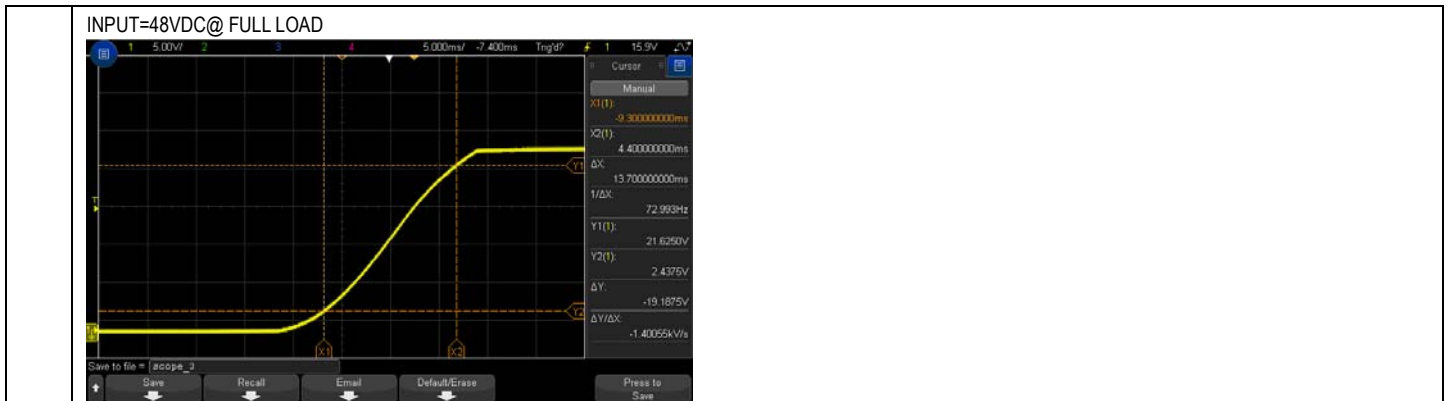 INPUT=48VDC@ FULL LOAD
1 5.00V/ 2 3 4 5.000ms/ -7.400ms Trig'd? 1 15.9V
Cursor
Manual
X1(1):
-9.300000000ms
X2(1):
4.400000000ms
ΔX:
13.700000000ms
1/ΔX:
72.993Hz
Y1(1):
21.6250V
Y2(1):
2.4375V
ΔY:
-19.1875V
ΔY/ΔX:
-1.40055kV/s
Y1
T
Y2
X1 X2
Save to file = scope_3
Save Recall Email Default/Erase Press to
Save